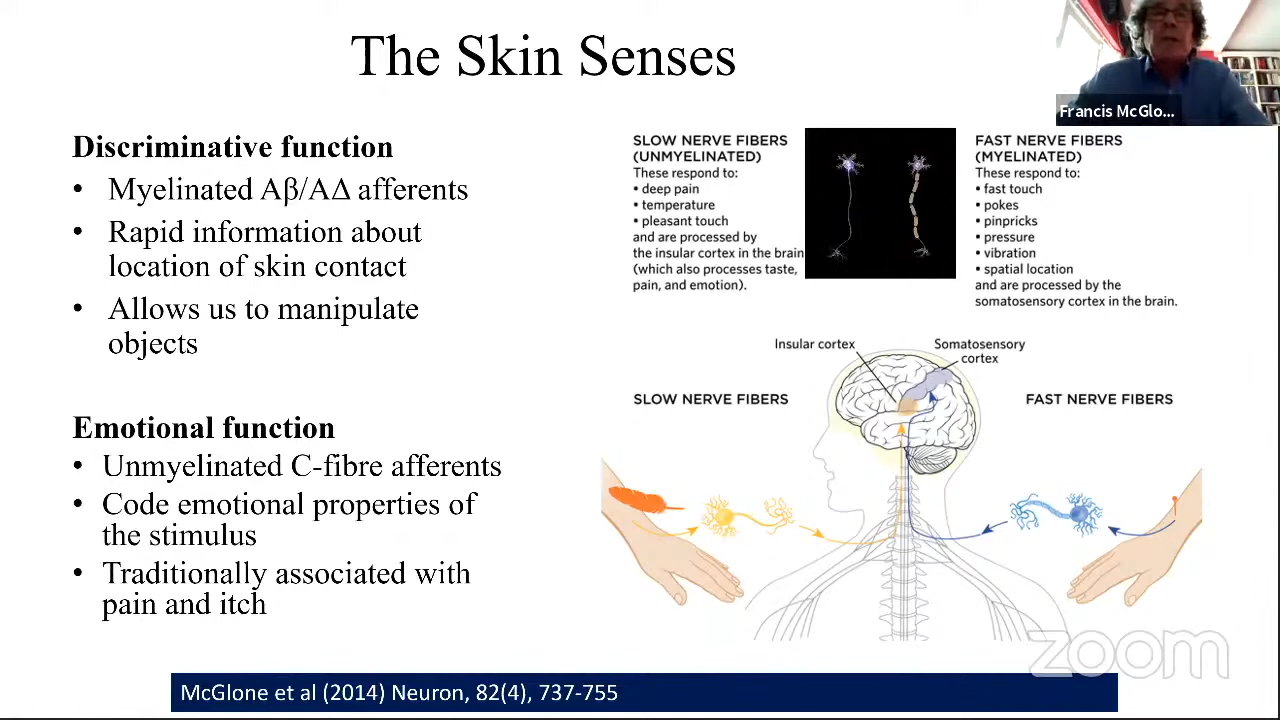 The Skin Senses
Francis McGlo...
Discriminative function
• Myelinated Aβ/AΔ afferents
• Rapid information about
location of skin contact
• Allows us to manipulate
objects
Emotional function
• Unmyelinated C-fibre afferents
• Code emotional properties of
the stimulus
• Traditionally associated with
pain and itch
SLOW NERVE FIBERS
(UNMYELINATED)
These respond to:
• deep pain
• temperature
• pleasant touch
and are processed by
the insular cortex in the brain
(which also processes taste,
pain, and emotion).
FAST NERVE FIBERS
(MYELINATED)
These respond to:
• fast touch
• pokes
• pinpricks
• pressure
• vibration
• spatial location
and are processed by the
somatosensory cortex in the brain.
Insular cortex
Somatosensory
cortex
SLOW NERVE FIBERS
FAST NERVE FIBERS
zoom
McGlone et al (2014) Neuron, 82(4), 737-755